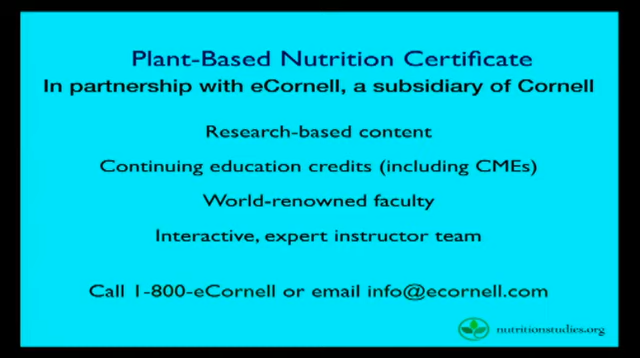 Plant-Based Nutrition Certificate
In partnership with eCornell, a subsidiary of Cornell
Research-based content
Continuing education credits (including CMEs)
World-renowned faculty
Interactive, expert instructor team
Call 1-800-eCornell or email info@ecornell.com
nutritionstudies.org